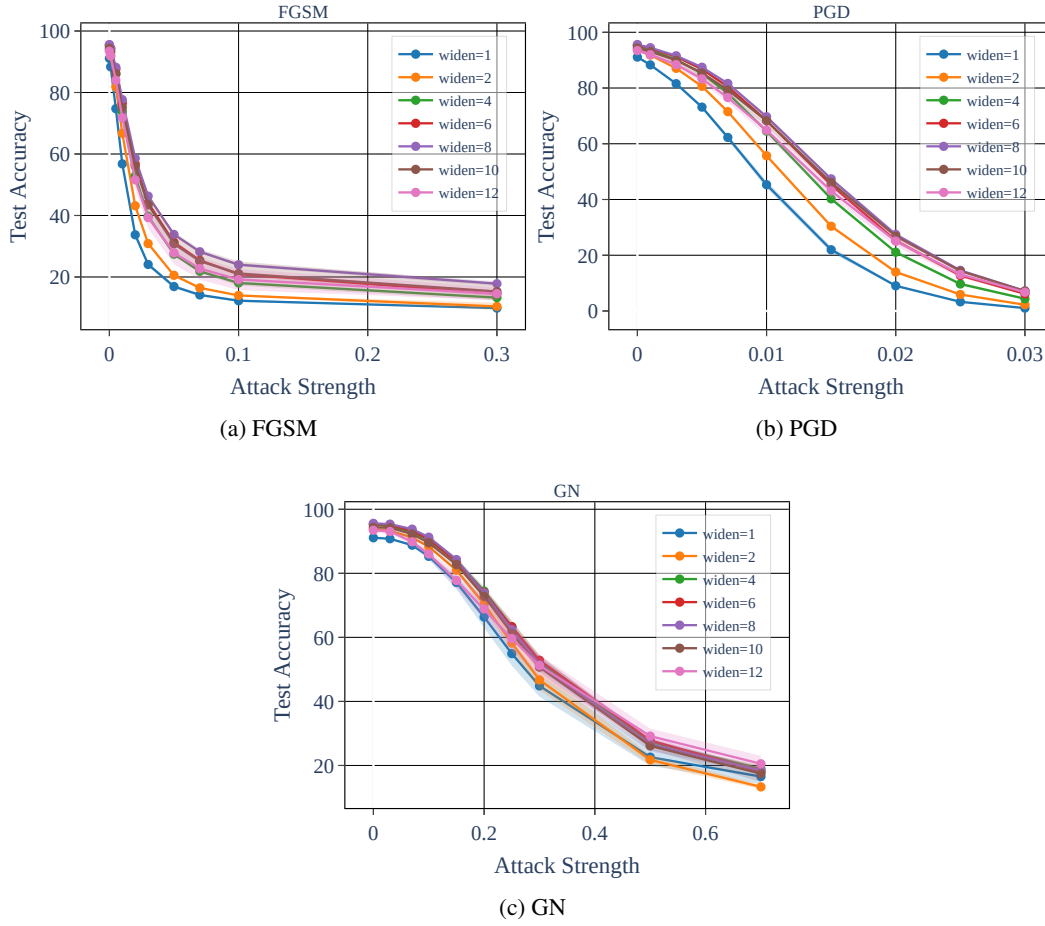 FGSM
100
80
60
40
20
0
0.1
0.2
0.3
Test Accuracy
Attack Strength
widen=1
widen=2
widen=4
widen=6
widen=8
widen=10
widen=12
(a) FGSM
PGD
100
80
60
40
20
0
0
0.01
0.02
0.03
Test Accuracy
Attack Strength
widen=1
widen=2
widen=4
widen=6
widen=8
widen=10
widen=12
(b) PGD
GN
100
80
60
40
20
0
0.2
0.4
0.6
Test Accuracy
Attack Strength
widen=1
widen=2
widen=4
widen=6
widen=8
widen=10
widen=12
(c) GN